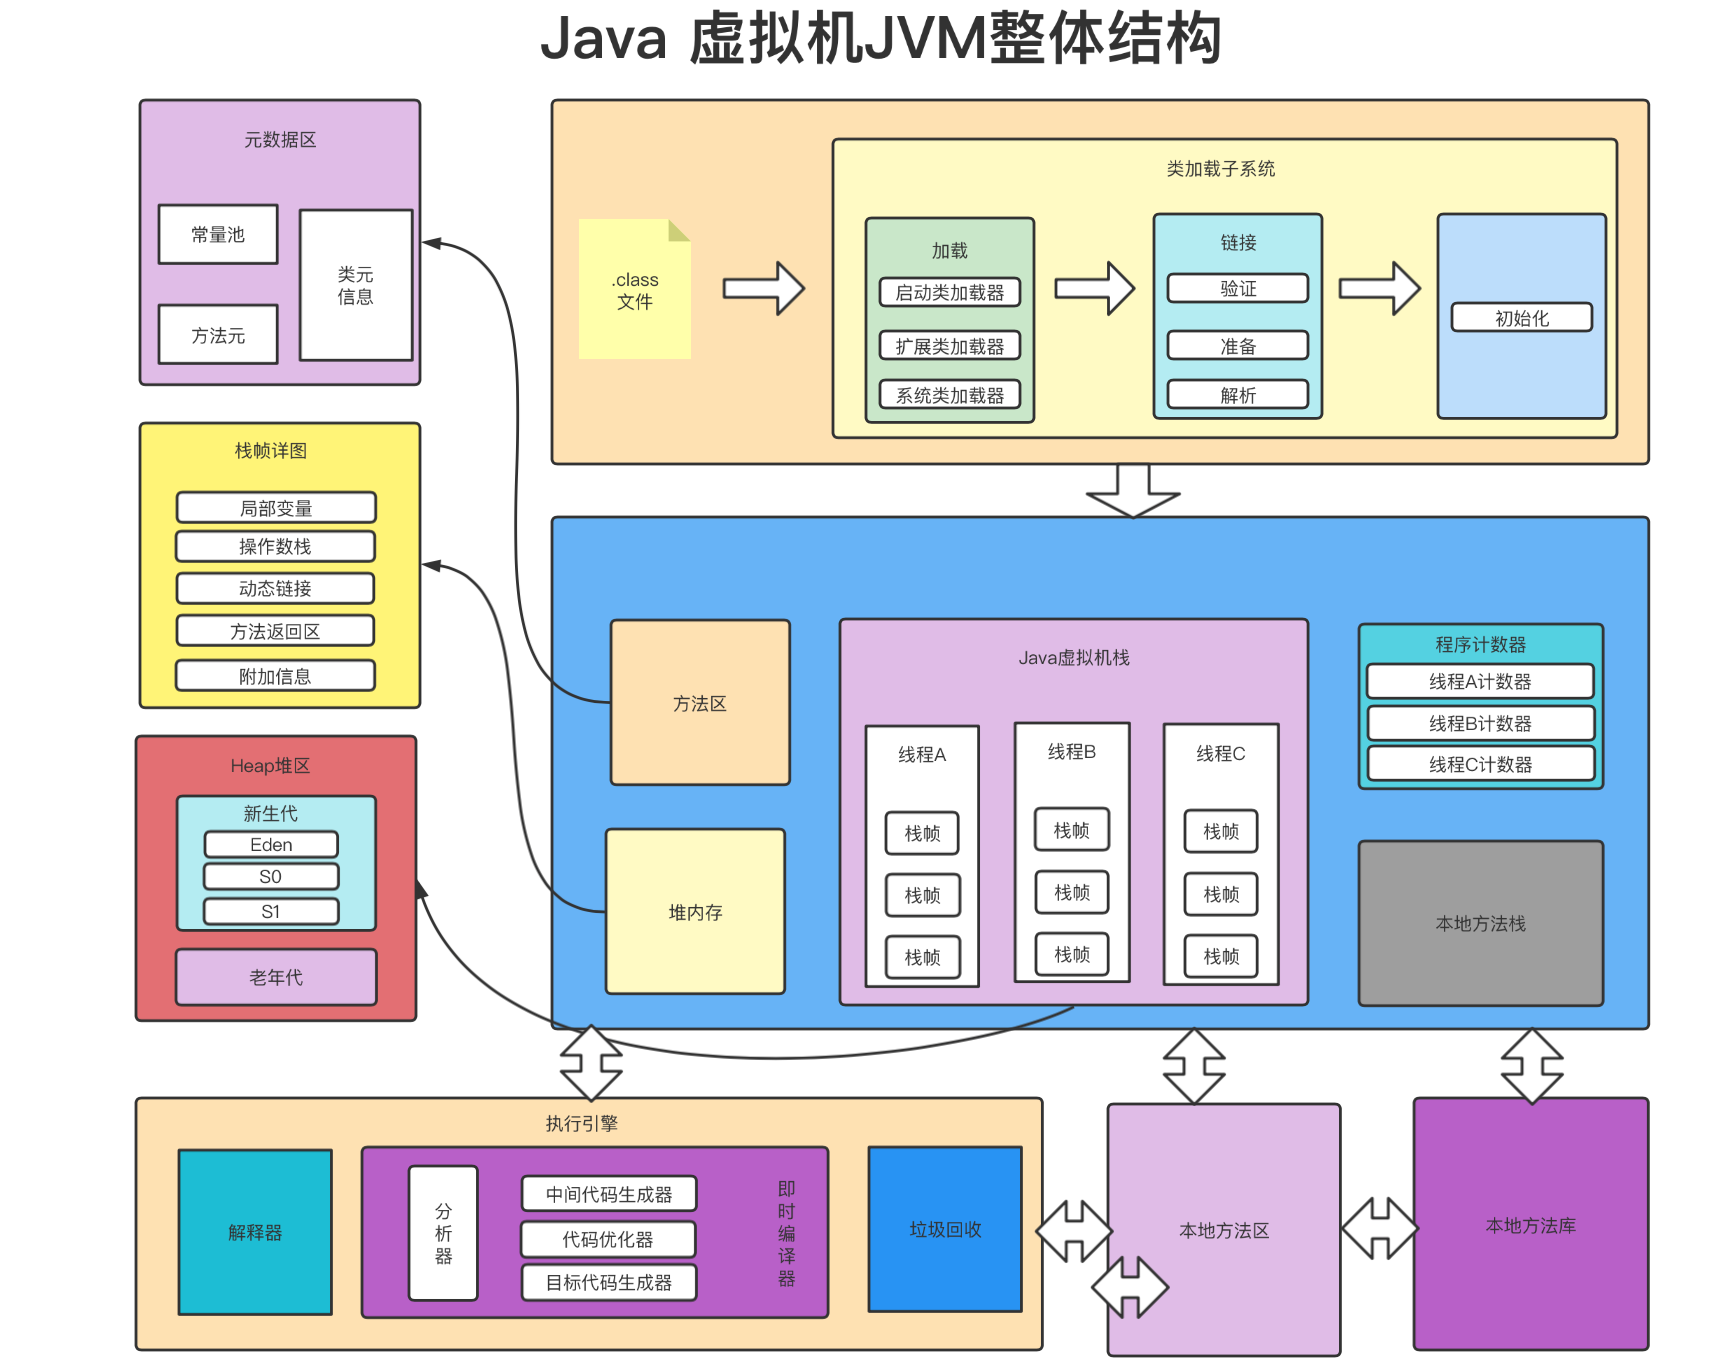 Java 虚拟机JVM整体结构
元数据区
常量池
类元
信息
方法元
栈帧详图
局部变量
操作数栈
动态链接
方法返回区
附加信息
Heap堆区
新生代
Eden
S0
S1
老年代
.class
文件
类加载子系统
加载
启动类加载器
扩展类加载器
系统类加载器
链接
验证
准备
解析
初始化
方法区
堆内存
Java虚拟机栈
线程A
栈帧
栈帧
栈帧
线程B
栈帧
栈帧
栈帧
线程C
栈帧
栈帧
栈帧
程序计数器
线程A计数器
线程B计数器
线程C计数器
本地方法栈
执行引擎
解释器
分
析
器
中间代码生成器
代码优化器
目标代码生成器
即
时
编
译
器
垃圾回收
本地方法区
本地方法库